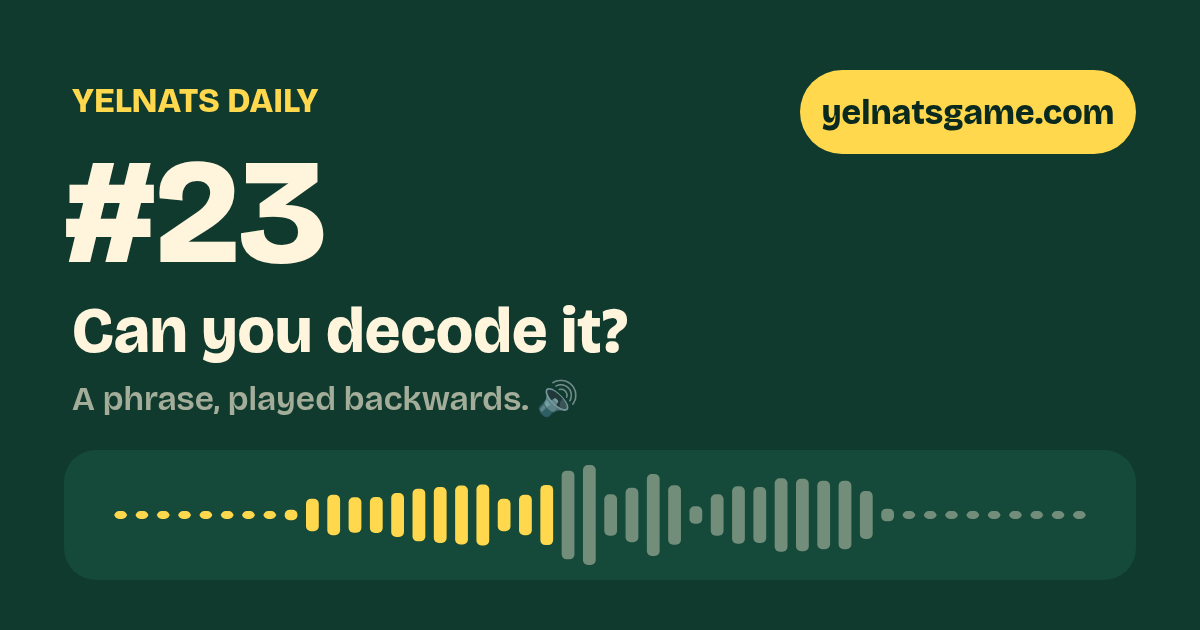 YELNATS DAILY
yelnatsgame.com
#23
Can you decode it?
A phrase, played backwards. 🔊